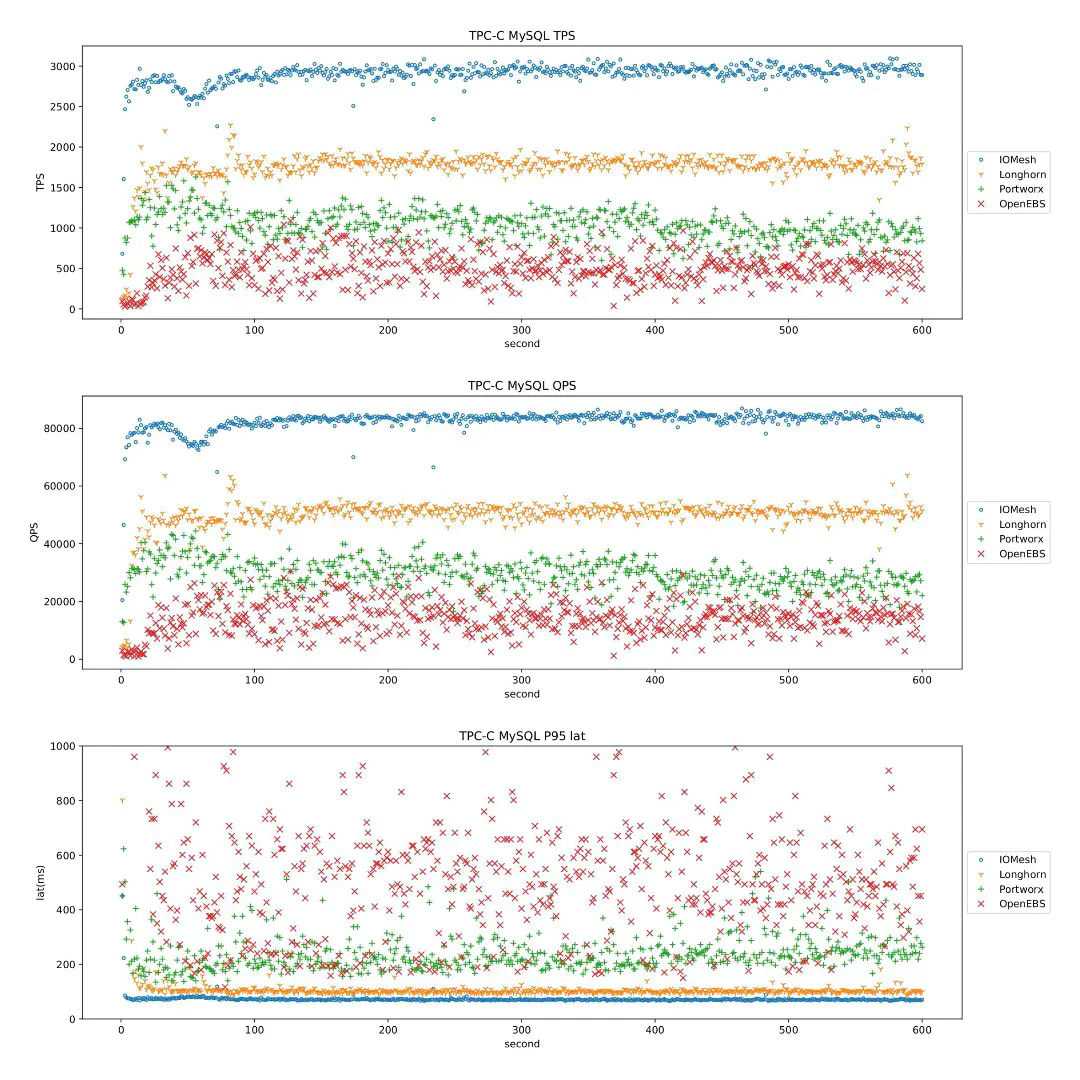 TPC-C MySQL TPS
3000
2500
2000
1500
1000
500
0
TPS
0 100 200 300 400 500 600
second
IOMesh
Longhorn
Portworx
OpenEBS
TPC-C MySQL QPS
80000
60000
40000
20000
0
QPS
0 100 200 300 400 500 600
second
IOMesh
Longhorn
Portworx
OpenEBS
TPC-C MySQL P95 lat
1000
800
600
400
200
0
lat(ms)
0 100 200 300 400 500 600
second
IOMesh
Longhorn
Portworx
OpenEBS